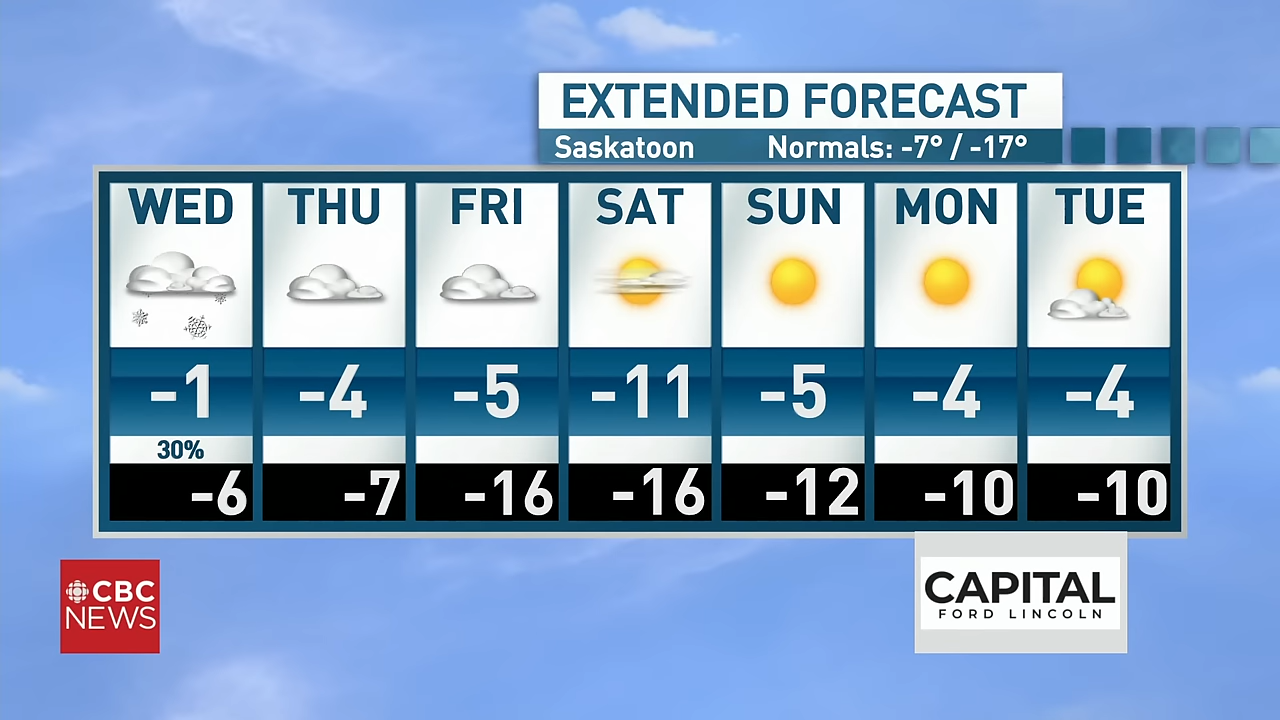 EXTENDED FORECAST
Saskatoon Normals: -7° / -17°
WED THU FRI SAT SUN MON TUE
-1 -4 -5 -11 -5 -4 -4
30%
-6 -7 -16 -16 -12 -10 -10
CBC
NEWS
CAPITAL
FORD LINCOLN